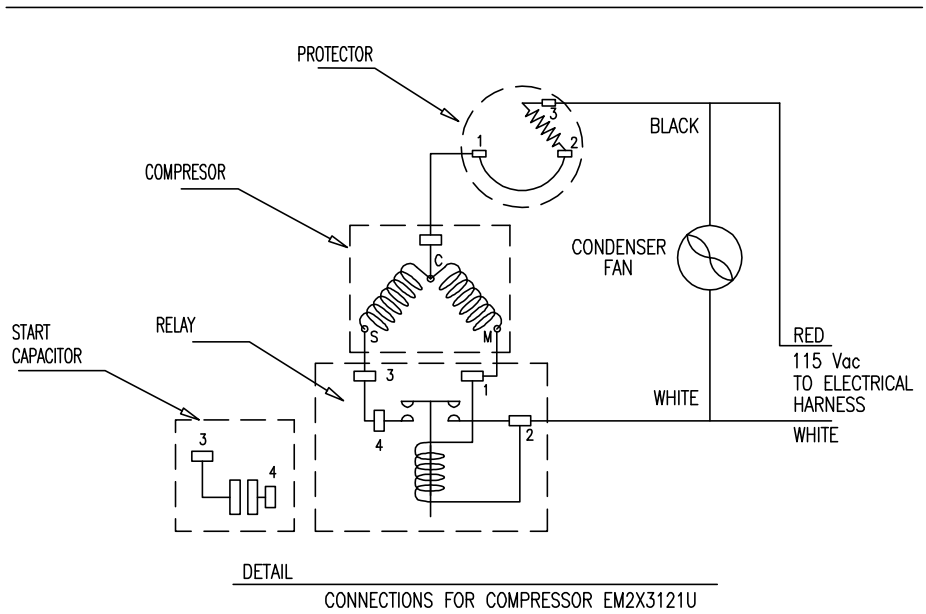 PROTECTOR
3
BLACK
1
2
COMPRESOR
C
CONDENSER
FAN
S
M
START
CAPACITOR
RELAY
RED
115 Vac
TO ELECTRICAL
HARNESS
WHITE
WHITE
3
1
4
2
3
4
DETAIL
CONNECTIONS FOR COMPRESSOR EM2X3121U